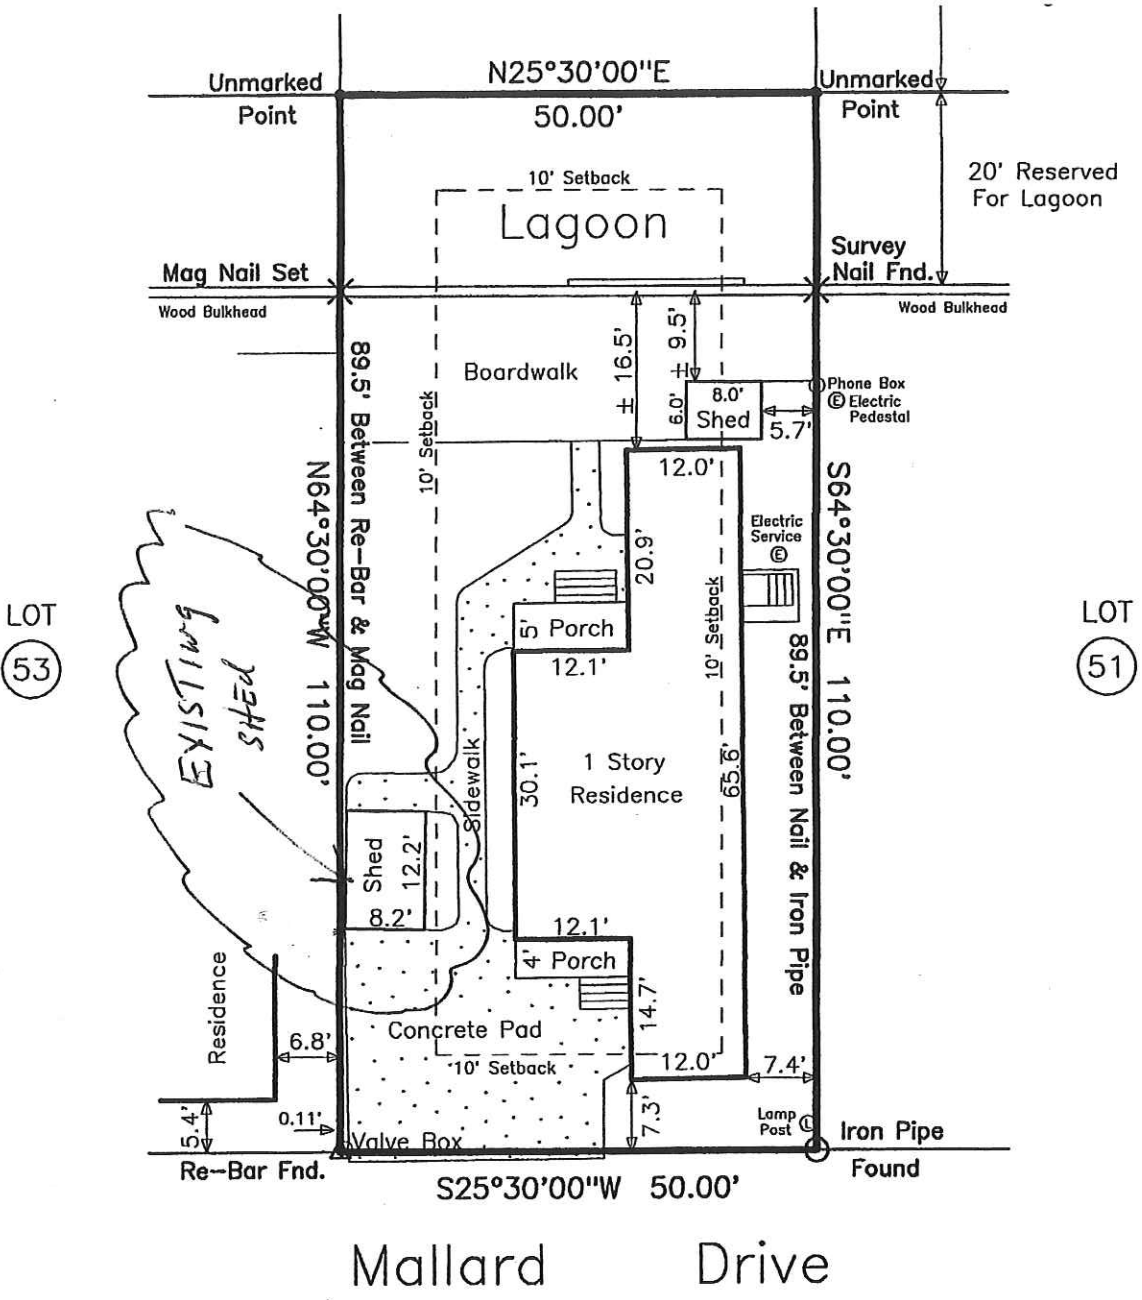 N25°30'00"E
50.00'
Unmarked
Point
Unmarked
Point
20' Reserved
For Lagoon
10' Setback
Lagoon
Mag Nail Set
Wood Bulkhead
Survey
Nail Fnd.
Wood Bulkhead
89.5' Between Re-Bar & Mag Nail
N64°30'00"W 110.00'
10' Setback
Boardwalk
± 16.5'
± 9.5'
8.0'
6.0'
Shed
5.7'
Phone Box
Ⓔ Electric
Pedestal
12.0'
S64°30'00"E 110.00'
20.9'
Electric
Service
Ⓔ
10' Setback
89.5' Between Nail & Iron Pipe
5' Porch
12.1'
LOT
53
LOT
51
EXISTING
SHEd
Sidewalk
30.1'
1 Story
Residence
65.6'
Shed
12.2'
8.2'
12.1'
4' Porch
14.7'
Residence
6.8'
5.4'
0.11'
Concrete Pad
10' Setback
12.0'
7.4'
7.3'
Lamp
Post Ⓛ
Valve Box
Re-Bar Fnd.
Iron Pipe
Found
S25°30'00"W 50.00'
Mallard Drive